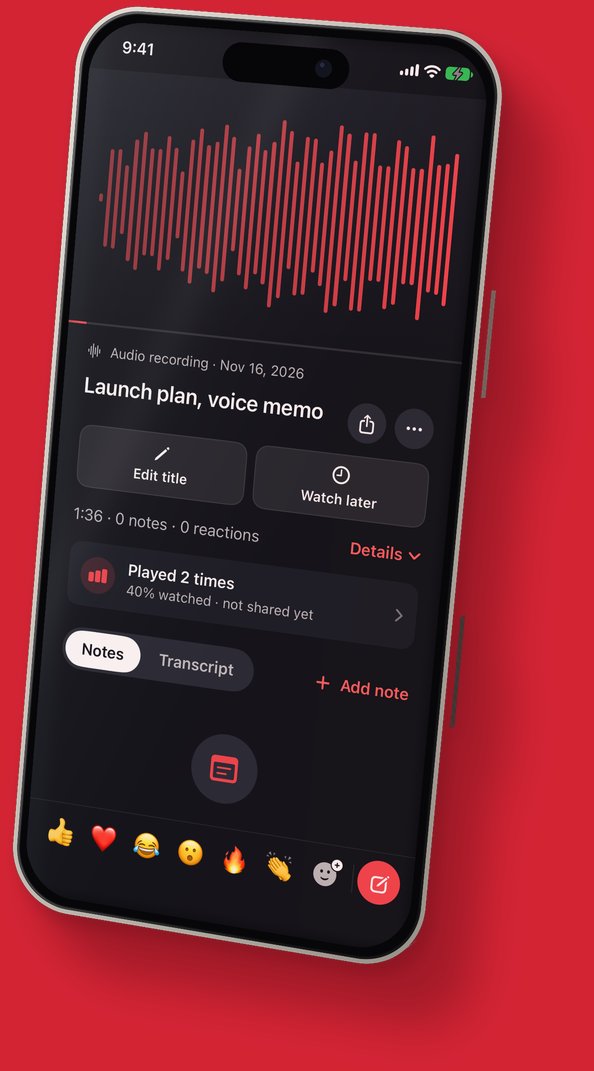 9:41
Audio recording · Nov 16, 2026
Launch plan, voice memo
Edit title
Watch later
1:36 · 0 notes · 0 reactions
Details
Played 2 times
40% watched · not shared yet
Notes
Transcript
+ Add note